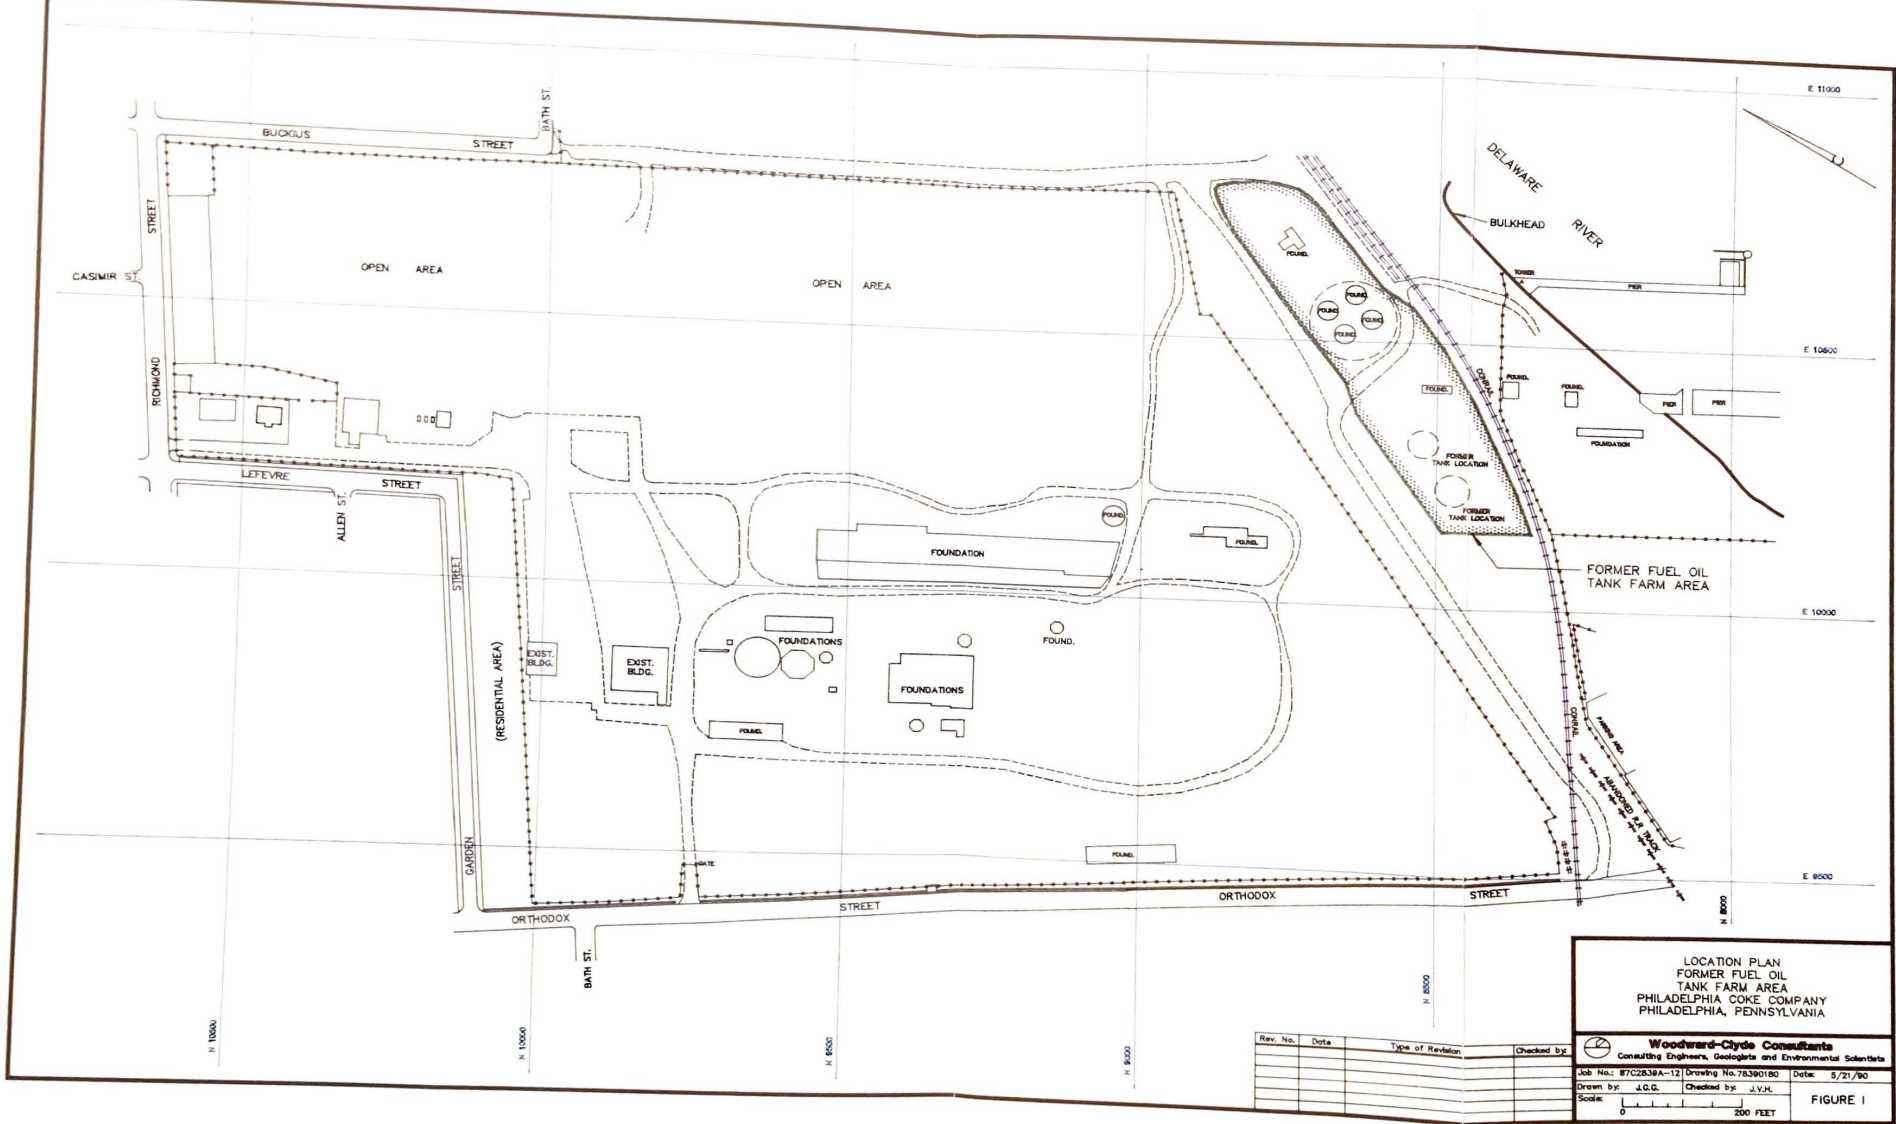 E 11000
BUCKIUS STREET
BATH ST.
DELAWARE RIVER
BULKHEAD
STREET
CASIMIR ST.
OPEN AREA
OPEN AREA
FOUND.
TOWER
PIER
FOUND.
FOUND.
FOUND.
FOUND.
E 10500
RICHMOND
CONRAIL
FOUND.
FOUND.
FOUND.
PIER
PIER
FOUNDATION
FORMER
TANK LOCATION
LEFEVRE STREET
ALLEN ST.
FORMER
TANK LOCATION
FOUND.
FOUNDATION
FOUND.
STREET
FORMER FUEL OIL
TANK FARM AREA
E 10000
(RESIDENTIAL AREA)
EXIST.
BLDG.
EXIST.
BLDG.
FOUNDATIONS
FOUND.
FOUNDATIONS
FOUND.
CONRAIL
PARKING AREA
ABANDONED R.R TRACK
GARDEN
GATE
FOUND.
E 9500
ORTHODOX STREET
ORTHODOX STREET
BATH ST.
N 10500
N 10000
N 9500
N 9000
N 8500
N 8000
LOCATION PLAN
FORMER FUEL OIL
TANK FARM AREA
PHILADELPHIA COKE COMPANY
PHILADELPHIA, PENNSYLVANIA
Woodward-Clyde Consultants
Consulting Engineers, Geologists and Environmental Scientists
Rev. No. Date Type of Revision Checked by:
Job No.: 87C2839A-12 Drawing No. 78390180 Date: 5/21/90
Drawn by: J.G.G. Checked by: J.V.H.
Scale: 0 200 FEET
FIGURE 1